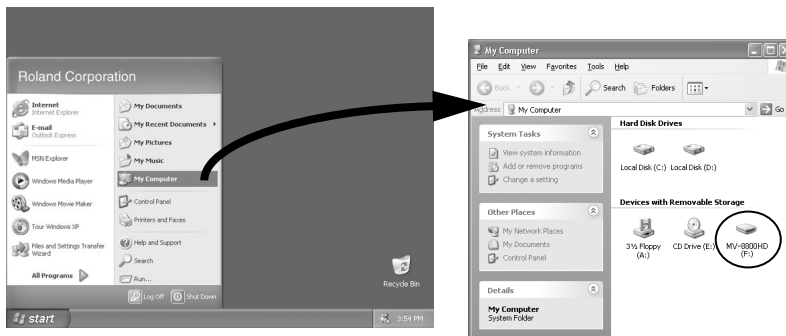 Roland Corporation
Internet
Internet Explorer
E-mail
Outlook Express
MSN Explorer
Windows Media Player
Windows Movie Maker
Tour Windows XP
Files and Settings Transfer
Wizard
All Programs
My Documents
My Recent Documents
My Pictures
My Music
My Computer
Control Panel
Printers and Faxes
Help and Support
Search
Run...
Log Off
Shut Down
start
Recycle Bin
3:54 PM
My Computer
File Edit View Favorites Tools Help
Back Search Folders
Address My Computer Go
System Tasks
View system information
Add or remove programs
Change a setting
Other Places
My Network Places
My Documents
Control Panel
Details
My Computer
System Folder
Hard Disk Drives
Local Disk (C:) Local Disk (D:)
Devices with Removable Storage
3½ Floppy
(A:)
CD Drive (E:)
MV-8800HD
(F:)